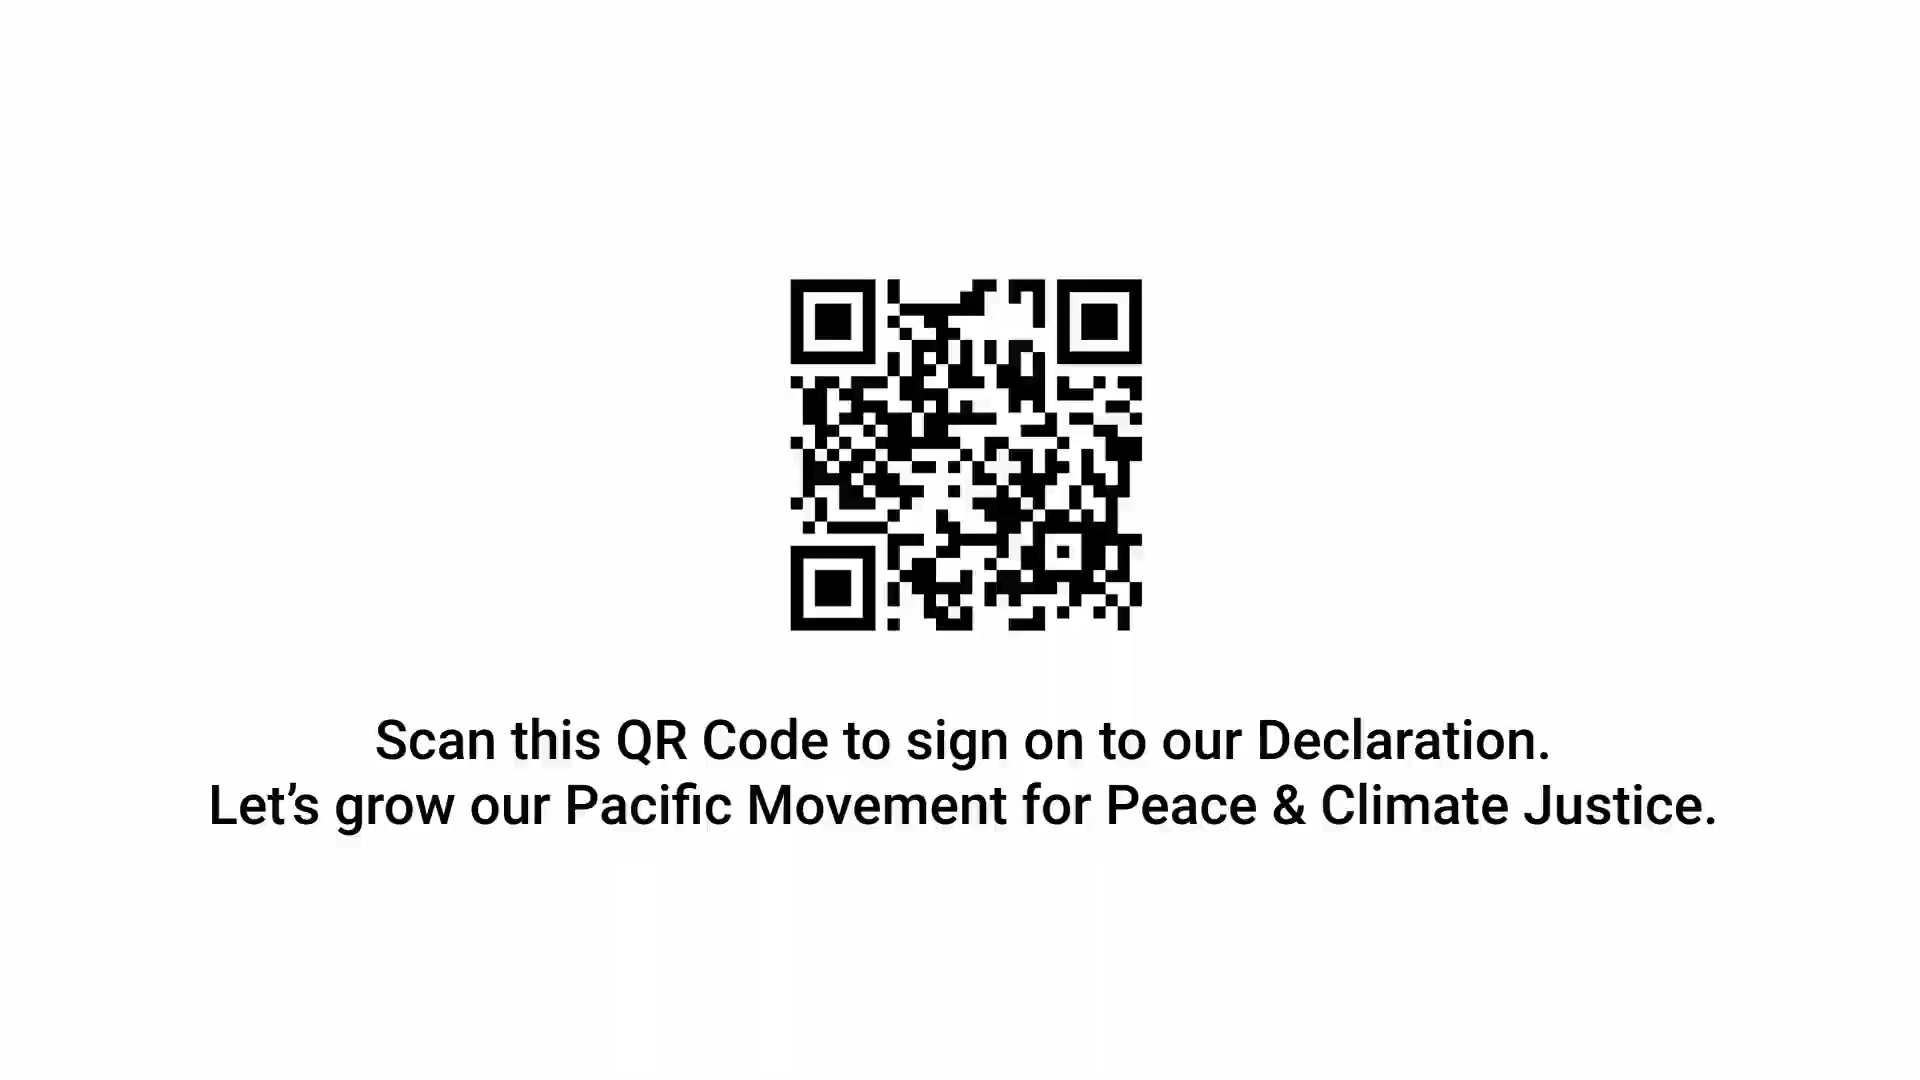 Scan this QR Code to sign on to our Declaration.
Let’s grow our Pacific Movement for Peace & Climate Justice.